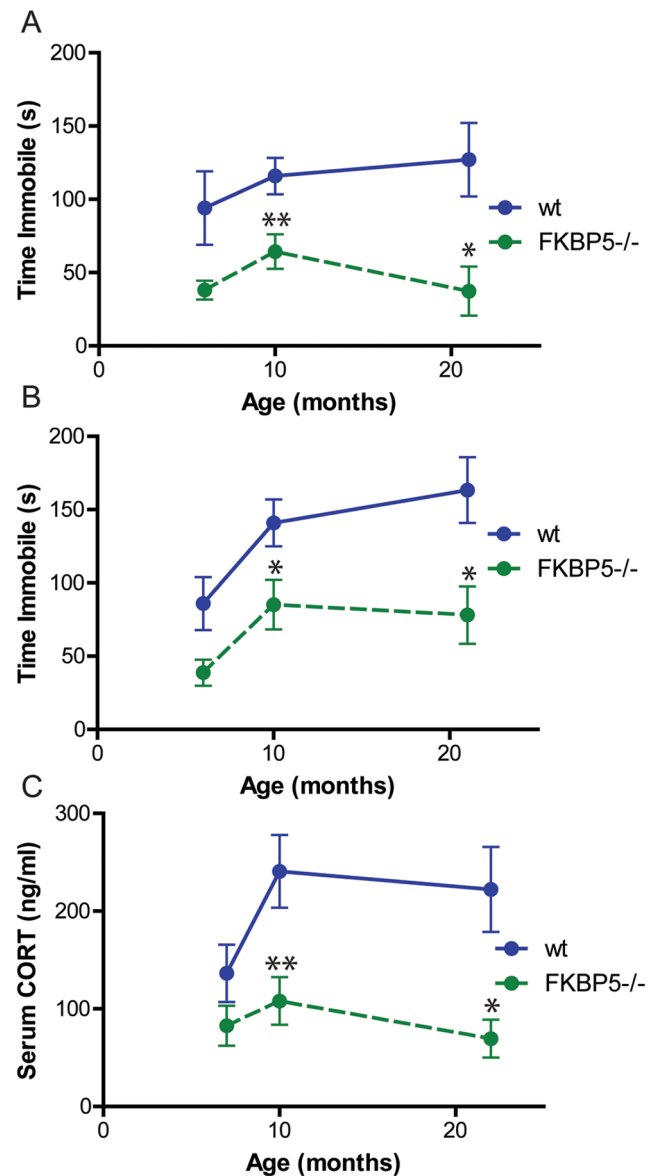 A
200
150
100
50
0
Time Immobile (s)
**
*
wt
FKBP5-/-
0 10 20
Age (months)
B
200
150
100
50
0
Time Immobile (s)
*
*
wt
FKBP5-/-
0 10 20
Age (months)
C
300
200
100
0
Serum CORT (ng/ml)
**
*
wt
FKBP5-/-
0 10 20
Age (months)